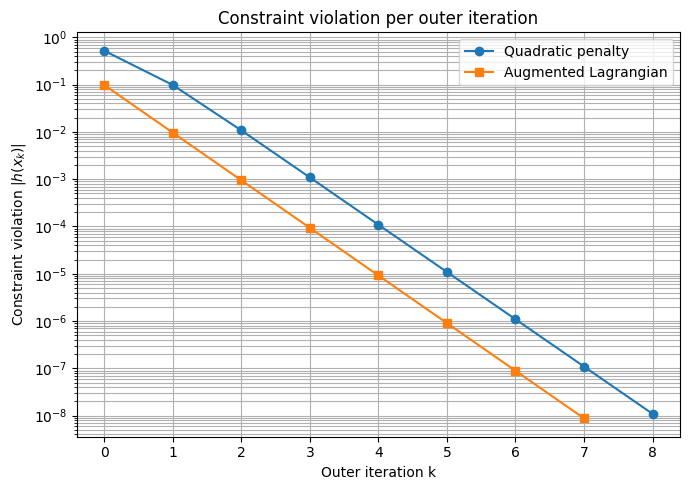 Constraint violation per outer iteration
Quadratic penalty
Augmented Lagrangian
Constraint violation |h(x_k)|
10^0
10^{-1}
10^{-2}
10^{-3}
10^{-4}
10^{-5}
10^{-6}
10^{-7}
10^{-8}
0 1 2 3 4 5 6 7 8
Outer iteration k